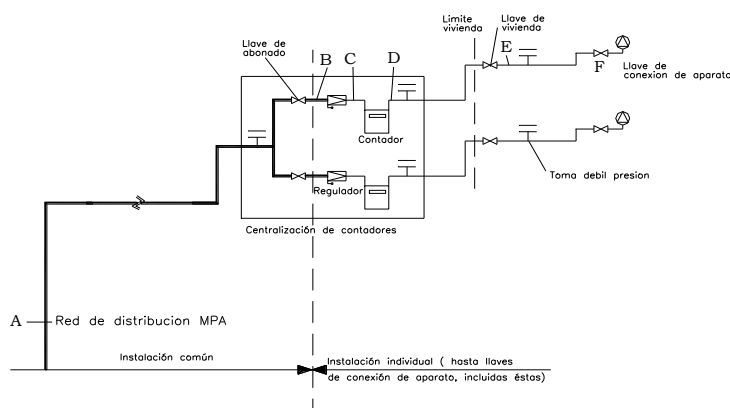 Limite
vivienda
Llave de
vivienda
Llave de
abonado
B
C
D
E
F
Llave de
conexion de aparato
Contador
Regulador
Toma debil presion
Centralización de contadores
A
Red de distribucion MPA
Instalación común
Instalación individual ( hasta llaves
de conexión de aparato, incluidas éstas)